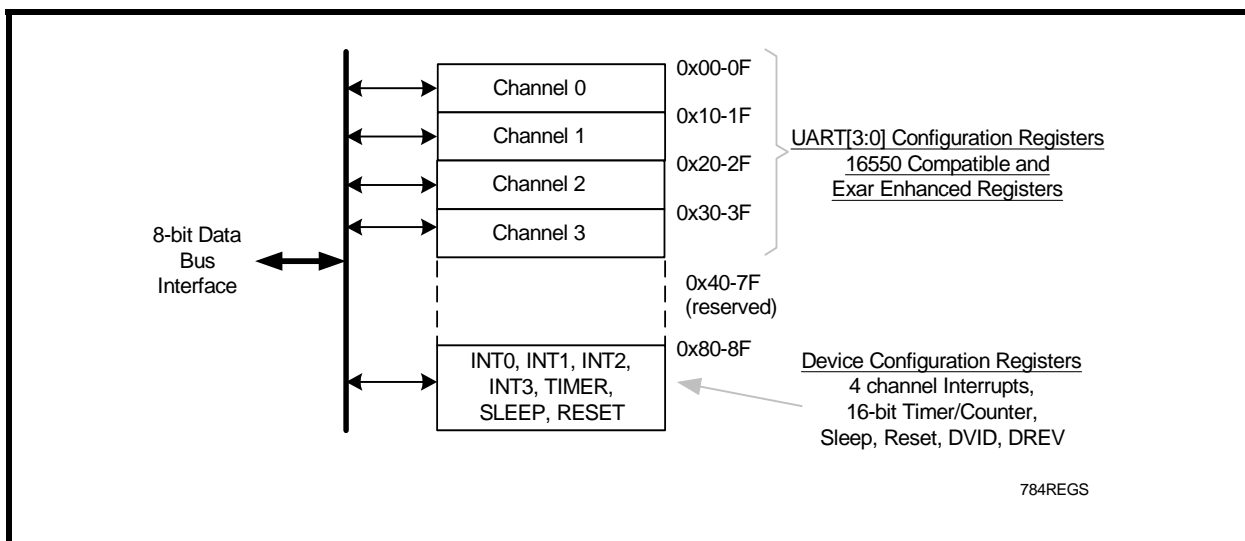 8-bit Data
Bus
Interface
Channel 0
0x00-0F
Channel 1
0x10-1F
Channel 2
0x20-2F
Channel 3
0x30-3F
UART[3:0] Configuration Registers
16550 Compatible and
Exar Enhanced Registers
0x40-7F
(reserved)
INT0, INT1, INT2,
INT3, TIMER,
SLEEP, RESET
0x80-8F
Device Configuration Registers
4 channel Interrupts,
16-bit Timer/Counter,
Sleep, Reset, DVID, DREV
784REGS